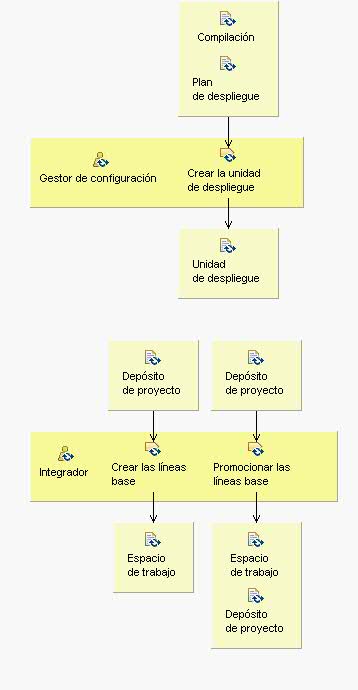 Compilación
Plan
de despliegue
Gestor de configuración
Crear la unidad
de despliegue
Unidad
de despliegue
Depósito
de proyecto
Depósito
de proyecto
Integrador
Crear las líneas
base
Promocionar las
líneas base
Espacio
de trabajo
Espacio
de trabajo
Depósito
de proyecto